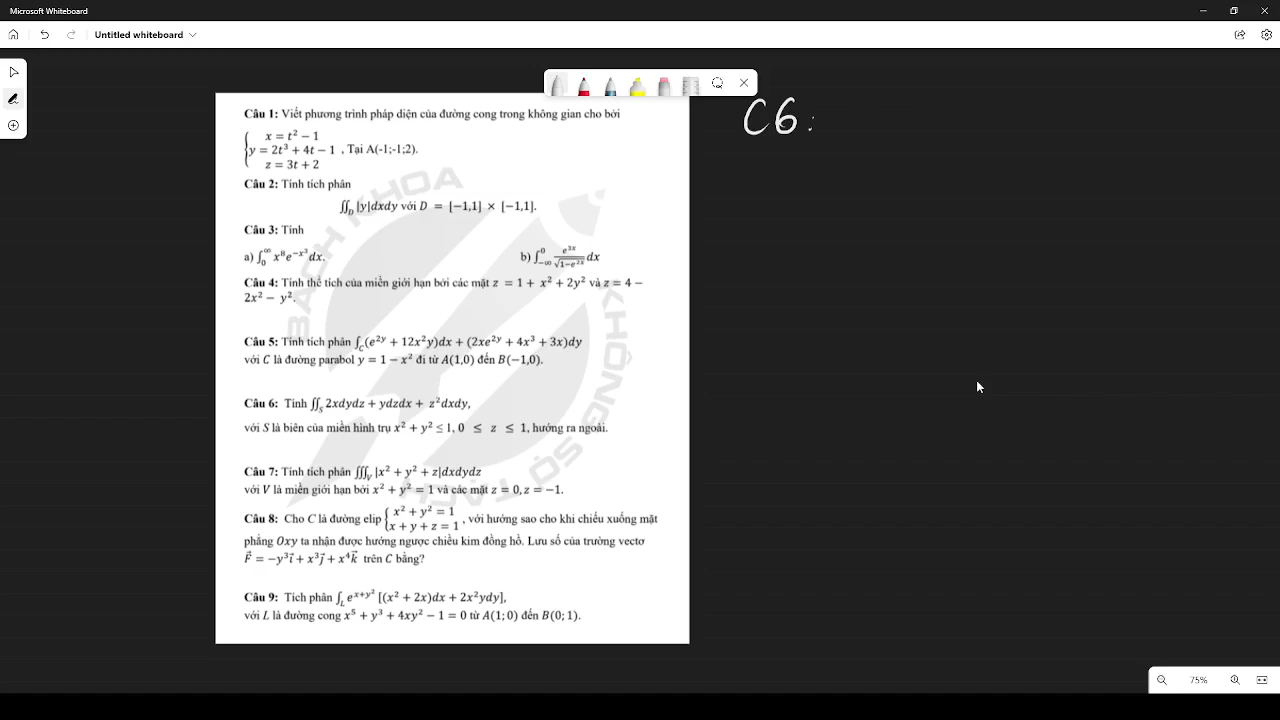 Microsoft Whiteboard
Untitled whiteboard
C6:
Câu 1: Viết phương trình pháp diện của đường cong trong không gian cho bởi
{ x = t² − 1
y = 2t³ + 4t − 1 , Tại A(-1;-1;2).
z = 3t + 2
Câu 2: Tính tích phân
∬_D |y|dxdy với D = [−1,1] × [−1,1].
Câu 3: Tính
a) ∫₀^∞ x⁸e^{−x³}dx. b) ∫_{−∞}^0 e^{3x}/√(1−e^{2x}) dx
Câu 4: Tính thể tích của miền giới hạn bởi các mặt z = 1 + x² + 2y² và z = 4 −
2x² − y².
Câu 5: Tính tích phân ∫_C(e^{2y} + 12x²y)dx + (2xe^{2y} + 4x³ + 3x)dy
với C là đường parabol y = 1 − x² đi từ A(1,0) đến B(−1,0).
Câu 6: Tính ∬_S 2xdydz + ydzdx + z²dxdy,
với S là biên của miền hình trụ x² + y² ≤ 1, 0 ≤ z ≤ 1, hướng ra ngoài.
Câu 7: Tính tích phân ∭_V |x² + y² + z|dxdydz
với V là miền giới hạn bởi x² + y² = 1 và các mặt z = 0, z = −1.
Câu 8: Cho C là đường elip { x² + y² = 1
x + y + z = 1 , với hướng sao cho khi chiếu xuống mặt
phẳng Oxy ta nhận được hướng ngược chiều kim đồng hồ. Lưu số của trường vectơ
F⃗ = −y³i⃗ + x³j⃗ + x⁴k⃗ trên C bằng?
Câu 9: Tích phân ∫_L e^{x+y²} [(x² + 2x)dx + 2x²ydy],
với L là đường cong x⁵ + y³ + 4xy² − 1 = 0 từ A(1; 0) đến B(0; 1).
BÁCH KHOA
KHÔNG SỢ TẠCH
75%